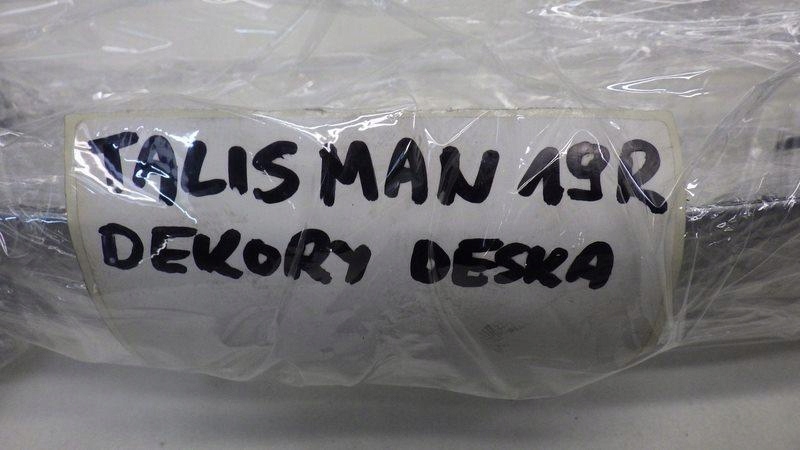 TALISMAN 19R
DEKORY DESKA